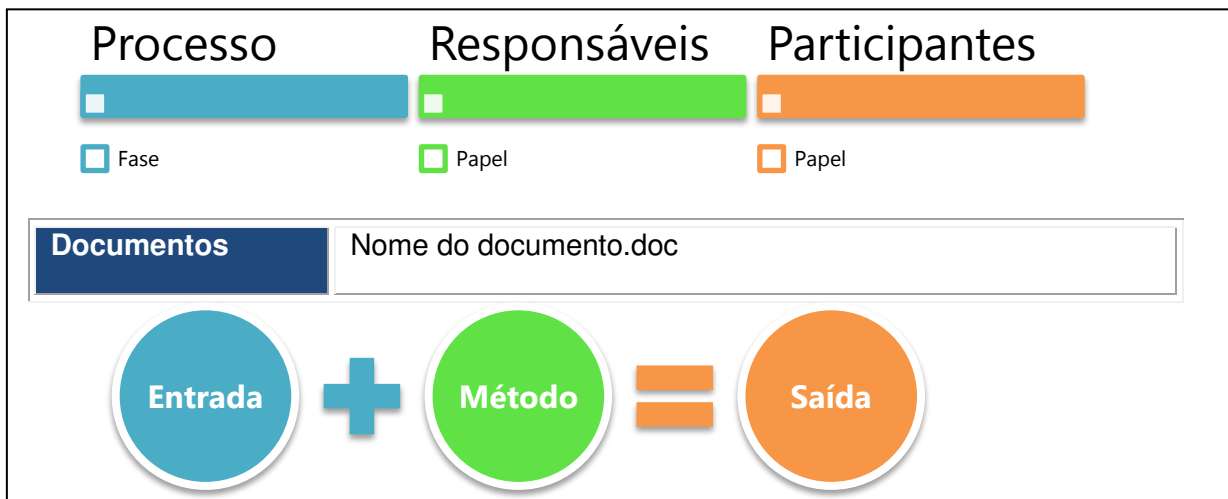 Processo Responsáveis Participantes
Fase Papel Papel
Documentos Nome do documento.doc
Entrada Método Saída